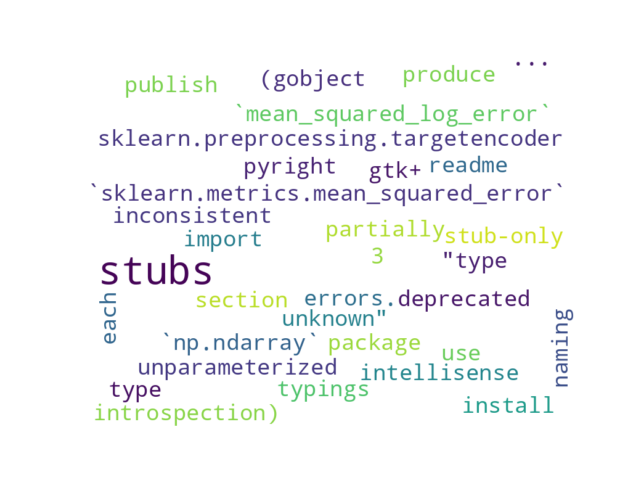 ...
publish (gobject produce
`mean_squared_log_error`
sklearn.preprocessing.targetencoder
pyright gtk+ readme
`sklearn.metrics.mean_squared_error`
inconsistent
import partially stub-only
3 "type
stubs
each section errors. deprecated
unknown"
naming
`np.ndarray` package use
unparameterized intellisense
type typings
introspection) install